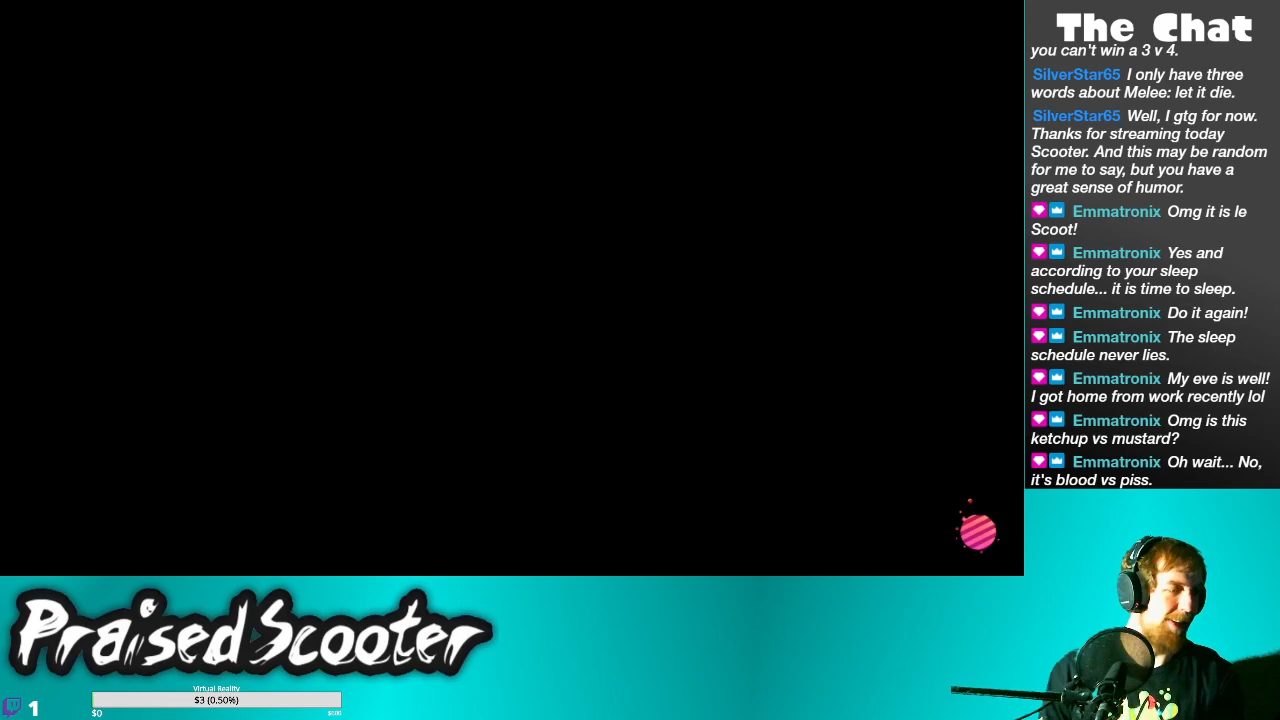 The Chat
you can't win a 3 v 4.
SilverStar65 I only have three
words about Melee: let it die.
SilverStar65 Well, I gtg for now.
Thanks for streaming today
Scooter. And this may be random
for me to say, but you have a
great sense of humor.
Emmatronix Omg it is le
Scoot!
Emmatronix Yes and
according to your sleep
schedule... it is time to sleep.
Emmatronix Do it again!
Emmatronix The sleep
schedule never lies.
Emmatronix My eve is well!
I got home from work recently lol
Emmatronix Omg is this
ketchup vs mustard?
Emmatronix Oh wait... No,
it's blood vs piss.
Praised Scooter
Virtual Reality
$3 (0.50%)
1
$0